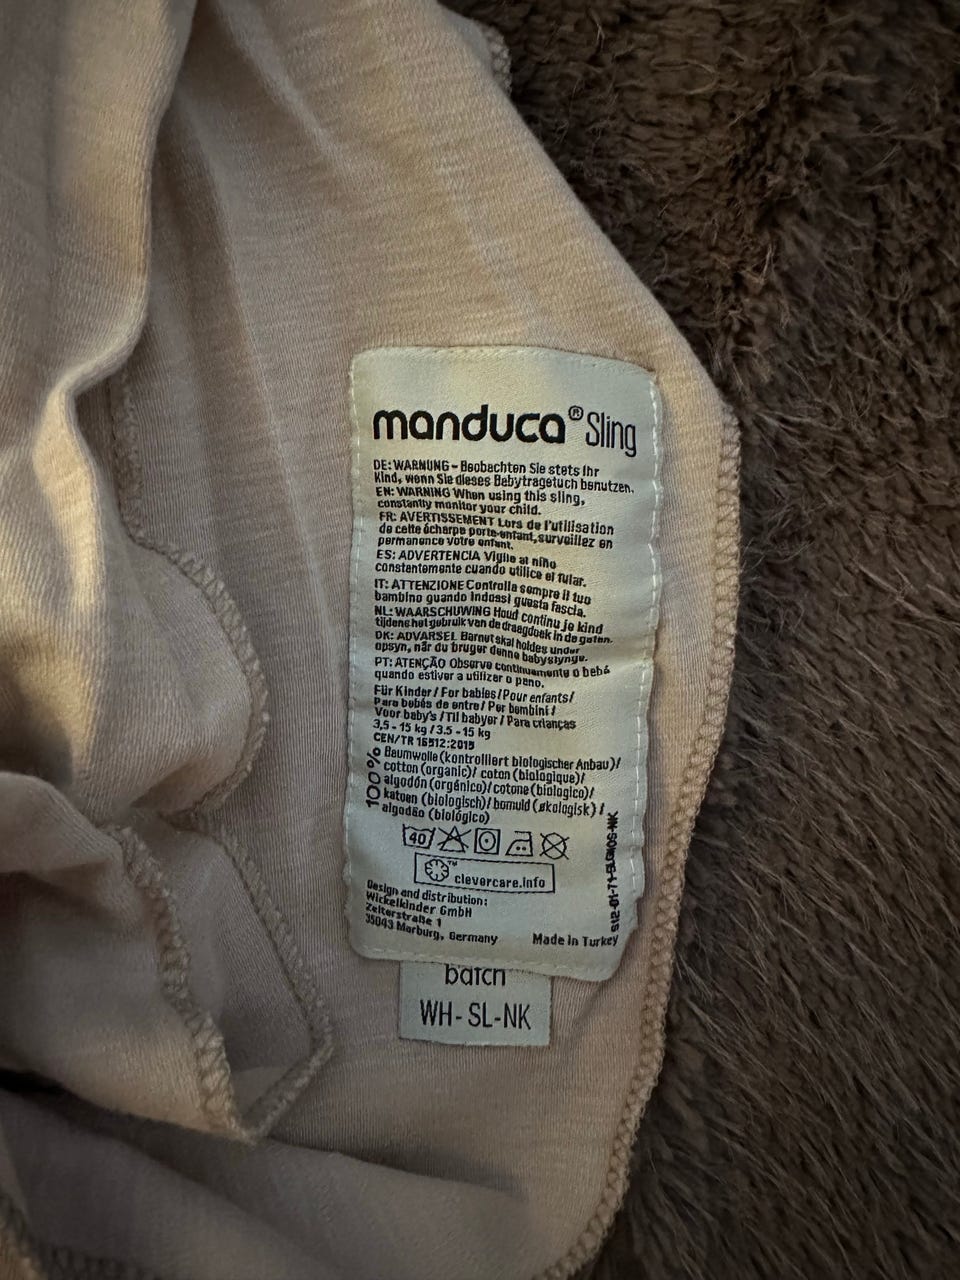 manduca® Sling
DE: WARNUNG - Beobachten Sie stets Ihr
Kind, wenn Sie dieses Babytragetuch benutzen.
EN: WARNING When using this sling,
constantly monitor your child.
FR: AVERTISSEMENT Lors de l'utilisation
de cette écharpe porte-enfant, surveillez en
permanence votre enfant.
ES: ADVERTENCIA Vigile al niño
constantemente cuando utilice el fular.
IT: ATTENZIONE Controlla sempre il tuo
bambino quando indossi questa fascia.
NL: WAARSCHUWING Houd continu je kind
tijdens het gebruik van de draagdoek in de gaten.
DK: ADVARSEL Barnet skal holdes under
opsyn, når du bruger denne babyslynge.
PT: ATENÇÃO Observe continuamente o bebé
quando estiver a utilizar o pano.
Für Kinder / For babies / Pour enfants /
Para bebés de entre / Per bambini /
Voor baby's / Til babyer / Para crianças
3,5 - 15 kg / 3.5 - 15 kg
CEN/TR 16512:2015
100%
Baumwolle (kontrolliert biologischer Anbau) /
cotton (organic) / coton (biologique) /
algodón (orgánico) / cotone (biologico) /
katoen (biologisch) / bomuld (økologisk) /
algodão (biológico)
40
™ clevercare.info
Design and distribution:
Wickelkinder GmbH
Zeiterstraße 1
35043 Marburg, Germany
Made in Turkey
S12-01-71-SLGMOS-NK
batch
WH-SL-NK